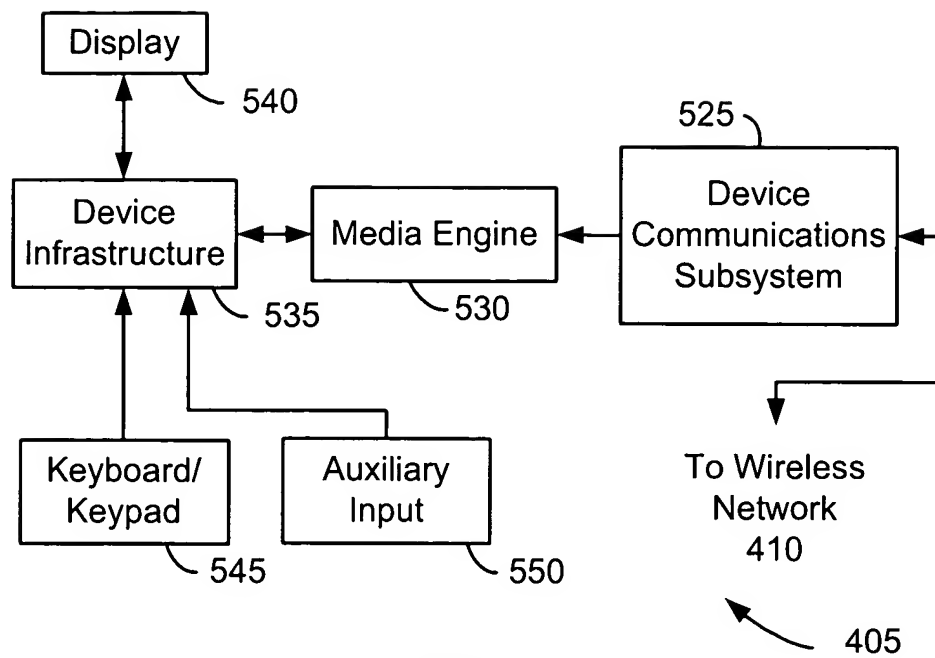 Display
540
525
Device
Infrastructure
535
Media Engine
530
Device
Communications
Subsystem
Keyboard/
Keypad
545
Auxiliary
Input
550
To Wireless
Network
410
405